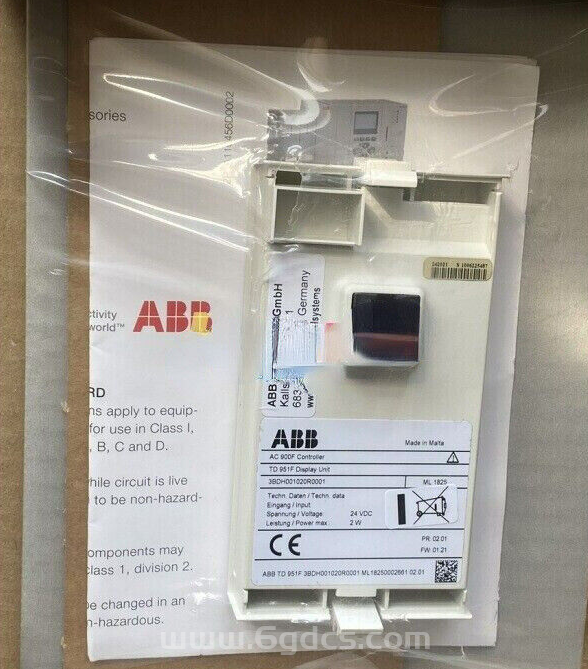 sories
ctivity
world™
ABB
RD
ns apply to equip-
for use in Class I,
, B, C and D.
hile circuit is live
to be non-hazard-
omponents may
lass 1, division 2.
be changed in an
n-hazardous.
456D0002
ABB
GmbH
Kalls
683
Germany
lsystems
ABB
Made in Malta
AC 900F Controller
TD 951F Display Unit
3BDH001020R0001
ML 1825
Techn. Daten / Techn. data
Eingang / Input
Spannung / Voltage: 24 VDC
Leistung / Power max.: 2 W
CE
PR: 02.01
FW: 01.21
ABB TD 951F 3BDH001020R0001 ML18250002661 02.01
www.6gdcs.com